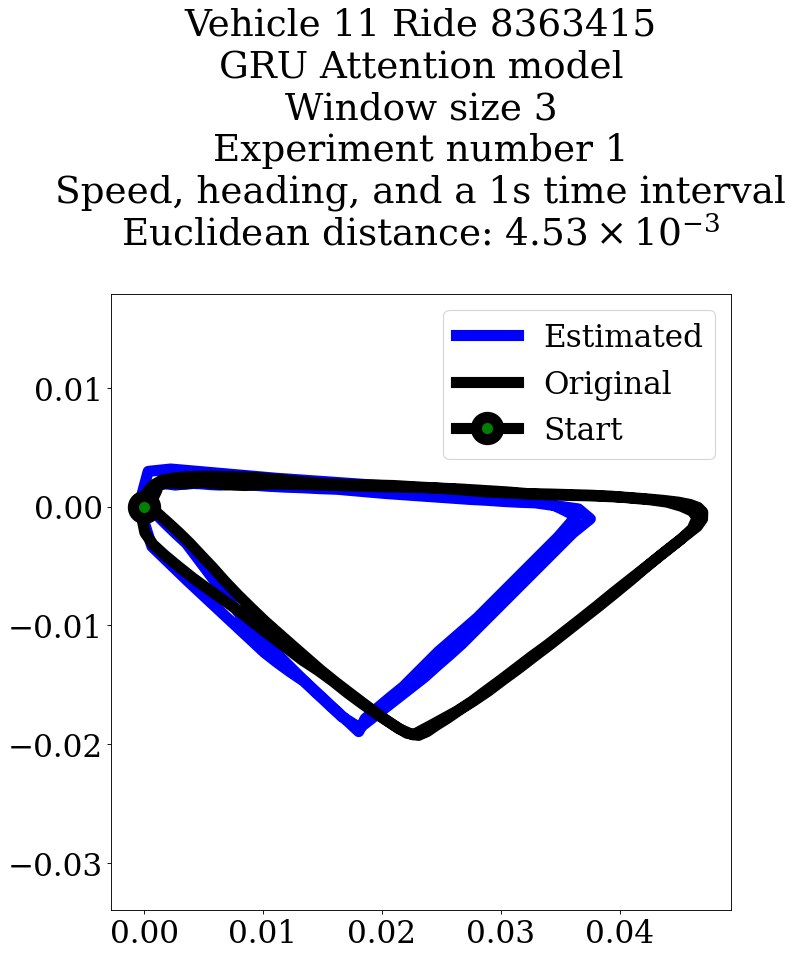 Vehicle 11 Ride 8363415
GRU Attention model
Window size 3
Experiment number 1
Speed, heading, and a 1s time interval
Euclidean distance: 4.53 × 10⁻³
Estimated
Original
Start
0.01
0.00
−0.01
−0.02
−0.03
0.00 0.01 0.02 0.03 0.04